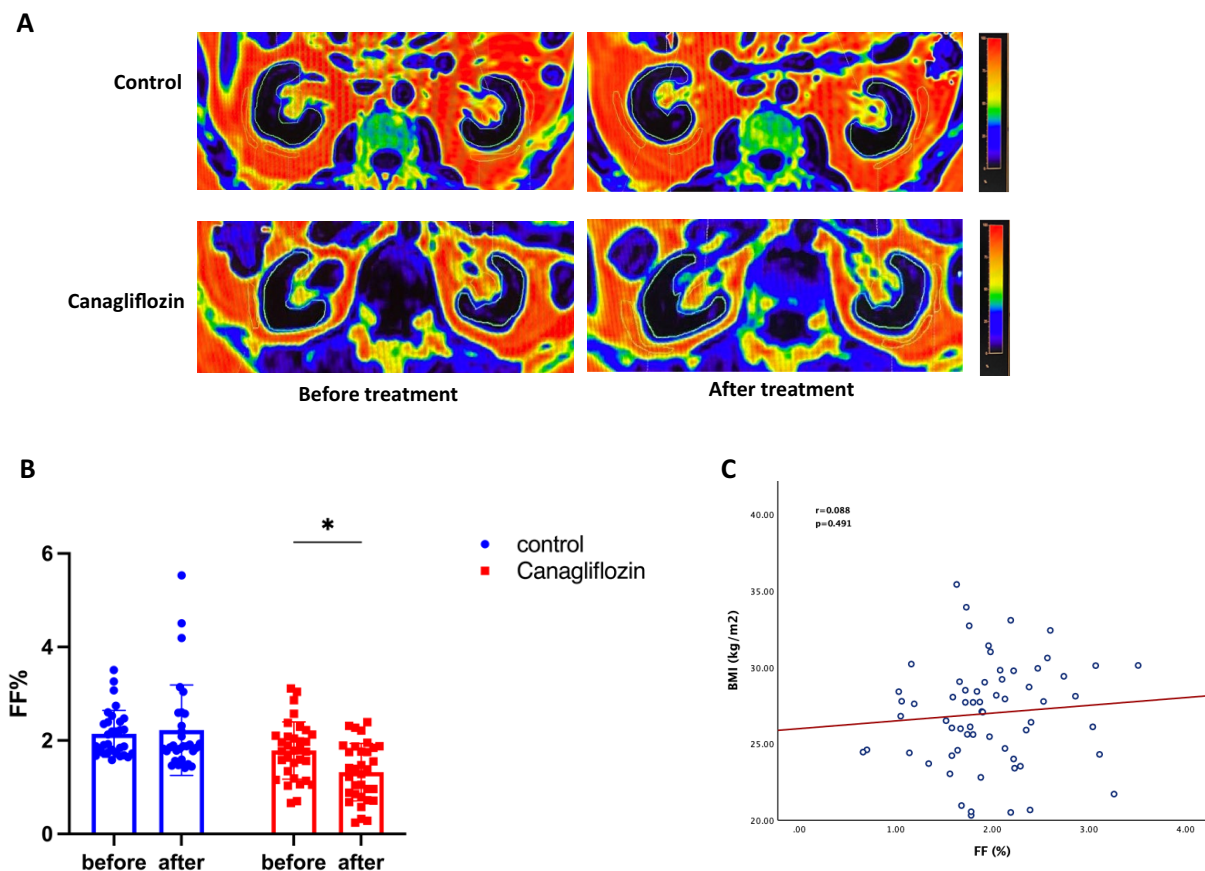 A
Control
Canagliflozin
Before treatment
After treatment
B
*
control
Canagliflozin
FF%
6
4
2
0
before
after
before
after
C
r=0.088
p=0.491
BMI (kg/m2)
40.00
35.00
30.00
25.00
20.00
.00
1.00
2.00
3.00
4.00
FF (%)